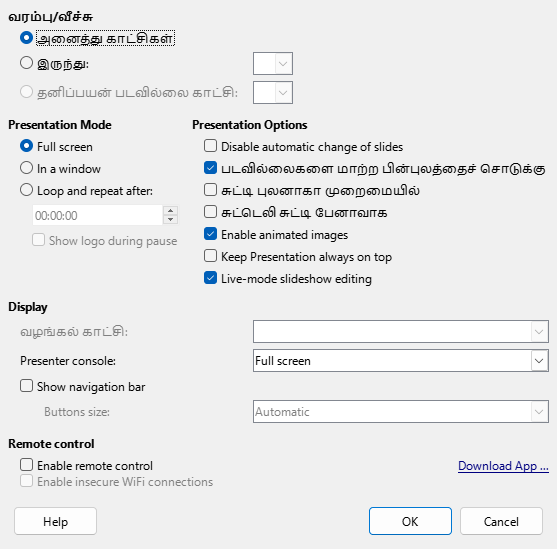 வரம்பு/வீச்சு
அனைத்து காட்சிகள்
இருந்து:
தனிப்பயன் படவில்லை காட்சி:
Presentation Mode
Full screen
In a window
Loop and repeat after:
00:00:00
Show logo during pause
Presentation Options
Disable automatic change of slides
படவில்லைகளை மாற்ற பின்புலத்தைச் சொடுக்கு
சுட்டி புலனாகா முறைமையில்
சுட்டெலி சுட்டி பேனாவாக
Enable animated images
Keep Presentation always on top
Live-mode slideshow editing
Display
வழங்கல் காட்சி:
Presenter console: Full screen
Show navigation bar
Buttons size: Automatic
Remote control
Enable remote control Download App ...
Enable insecure WiFi connections
Help OK Cancel